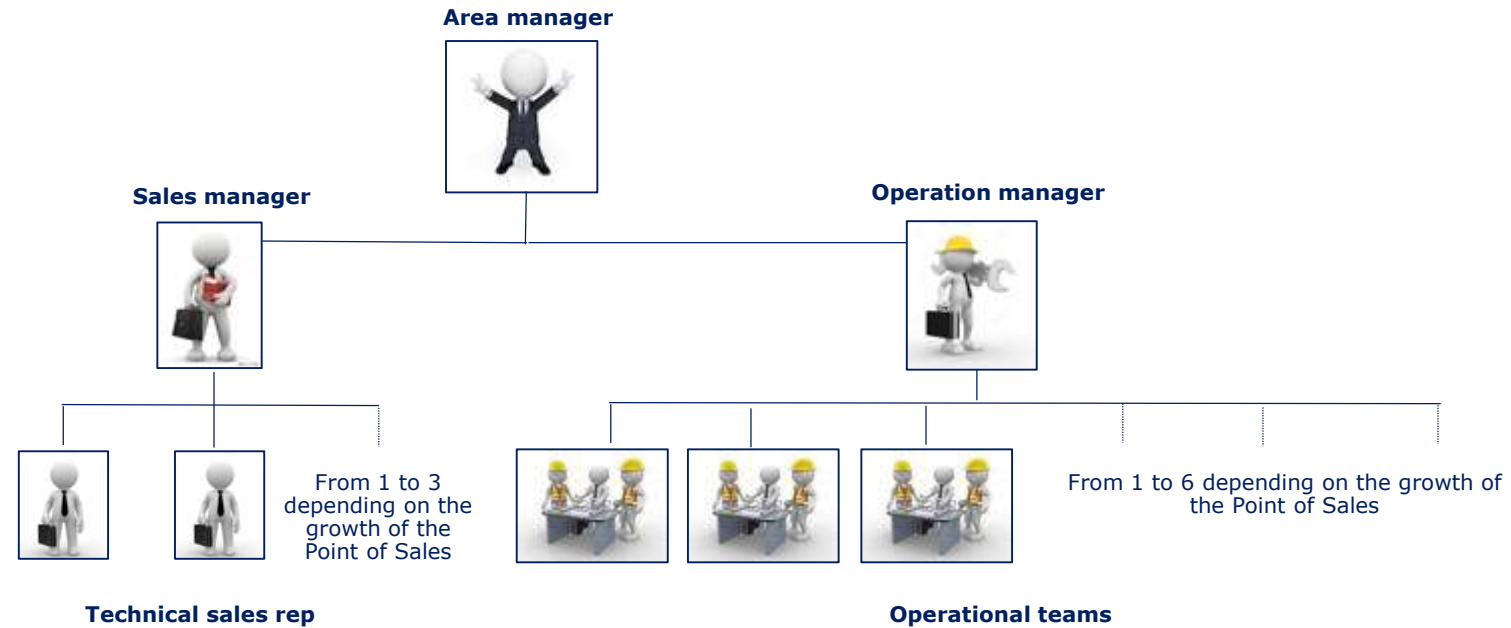 Area manager
Sales manager
Operation manager
From 1 to 3
depending on the
growth of the
Point of Sales
From 1 to 6 depending on the growth of
the Point of Sales
Technical sales rep
Operational teams